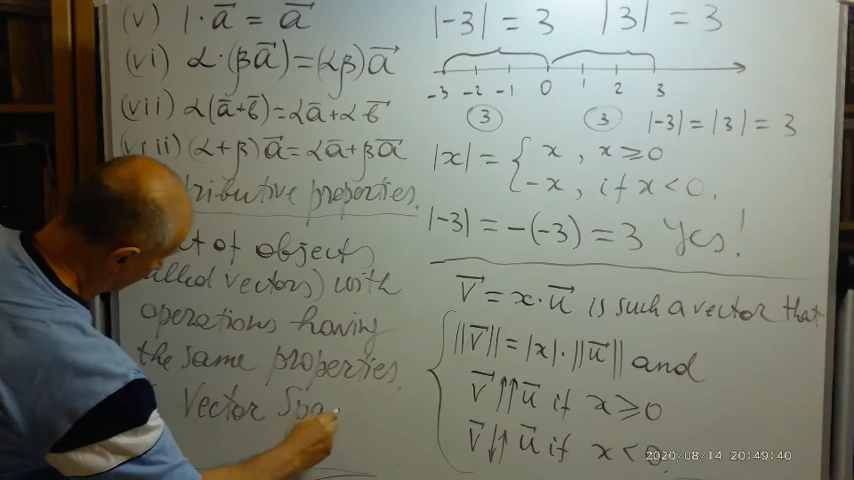 (v) 1·a⃗ = a⃗
(vi) α·(βa⃗)=(αβ)a⃗
(vii) α(a̅+b̅)=αa̅+αb⃗
(viii) (α+β)a⃗=αa̅+βa⃗
tributive properties.
t of objects
alled vectors) with
operations having
the same properties.
Vector Spa
|-3| = 3 |3| = 3
-3 -2 -1 0 1 2 3
3 3 |-3| = |3| = 3
|x| = { x , x ⩾ 0
-x , if x < 0.
|-3| = -(-3) = 3 Yes!
v⃗ = x·u⃗ is such a vector that
||v⃗|| = |x|·||u⃗|| and
v⃗ ↑↑ u⃗ if x ⩾ 0
v⃗ ↓↑ u⃗ if x < 0.
2020/08/14 20:49:40